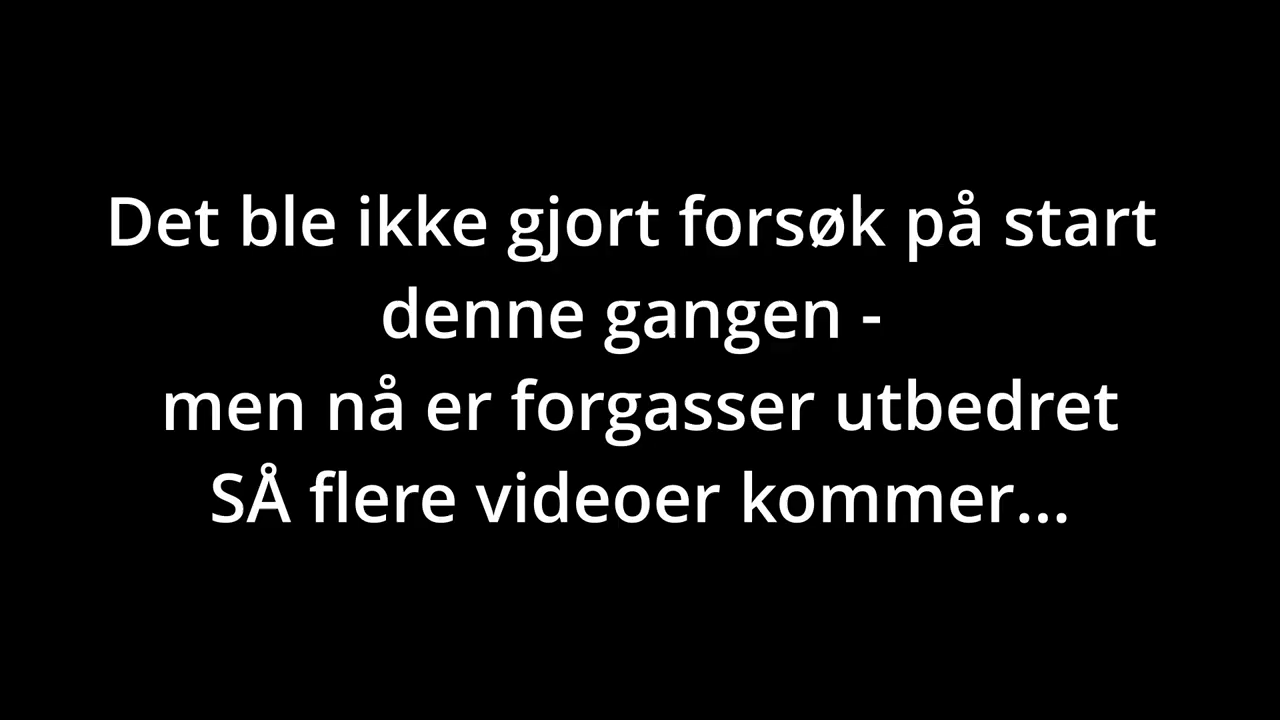 Det ble ikke gjort forsøk på start
denne gangen -
men nå er forgasser utbedret
SÅ flere videoer kommer...